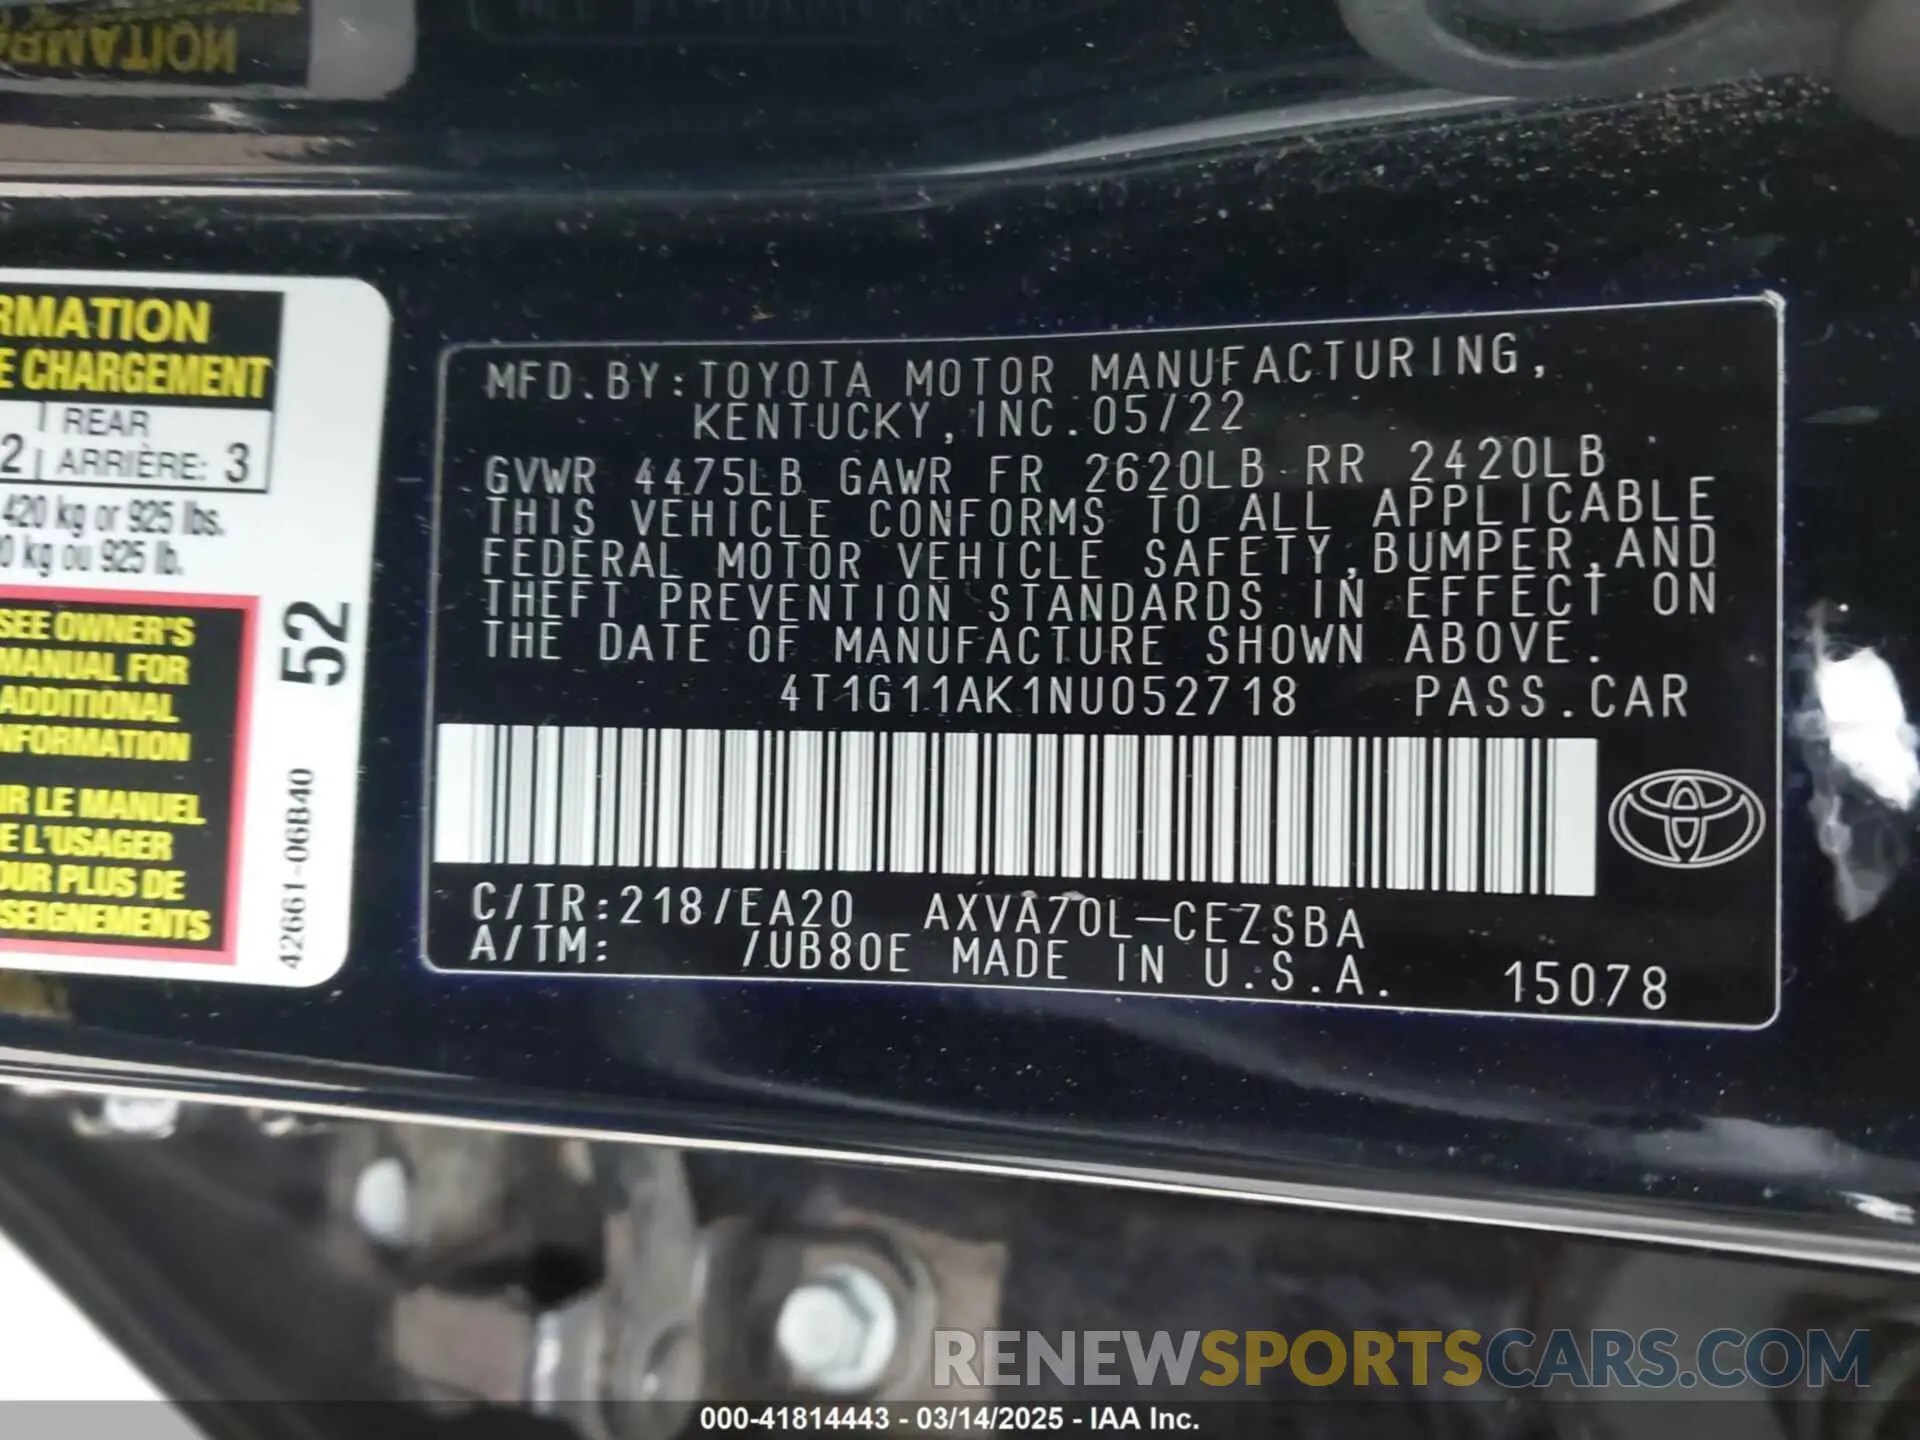 RMATION
E CHARGEMENT
REAR
2 ARRIÈRE: 3
420 kg or 925 lbs.
0 kg ou 925 lb.
SEE OWNER'S
MANUAL FOR
ADDITIONAL
INFORMATION
IR LE MANUEL
E L'USAGER
OUR PLUS DE
SEIGNEMENTS
52
42661-06B40
MFD.BY:TOYOTA MOTOR MANUFACTURING,
KENTUCKY,INC.05/22
GVWR 4475LB GAWR FR 2620LB RR 2420LB
THIS VEHICLE CONFORMS TO ALL APPLICABLE
FEDERAL MOTOR VEHICLE SAFETY,BUMPER,AND
THEFT PREVENTION STANDARDS IN EFFECT ON
THE DATE OF MANUFACTURE SHOWN ABOVE.
4T1G11AK1NU052718 PASS.CAR
C/TR:218/EA20 AXVA70L-CEZSBA
A/TM: /UB80E MADE IN U.S.A. 15078
RENEWSPORTSCARS.COM
000-41814443 - 03/14/2025 - IAA Inc.